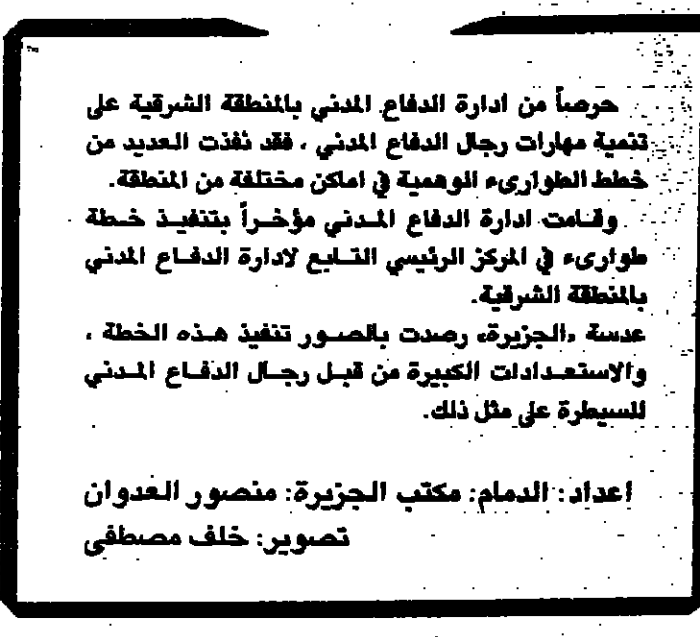 حرصاً من ادارة الدفاع المدني بالمنطقة الشرقية على
تنمية مهارات رجال الدفاع المدني ، فقد نفذت العديد من
خطط الطوارىء الوهمية في اماكن مختلفة من المنطقة.
وقامت ادارة الدفاع المدني مؤخراً بتنفيذ خطة
طوارىء في المركز الرئيسي التابع لادارة الدفاع المدني
بالمنطقة الشرقية.
عدسة «الجزيرة» رصدت بالصور تنفيذ هذه الخطة ،
والاستعدادات الكبيرة من قبل رجال الدفاع المدني
للسيطرة على مثل ذلك.
اعداد: الدمام: مكتب الجزيرة: منصور العدوان
تصوير: خلف مصطفى